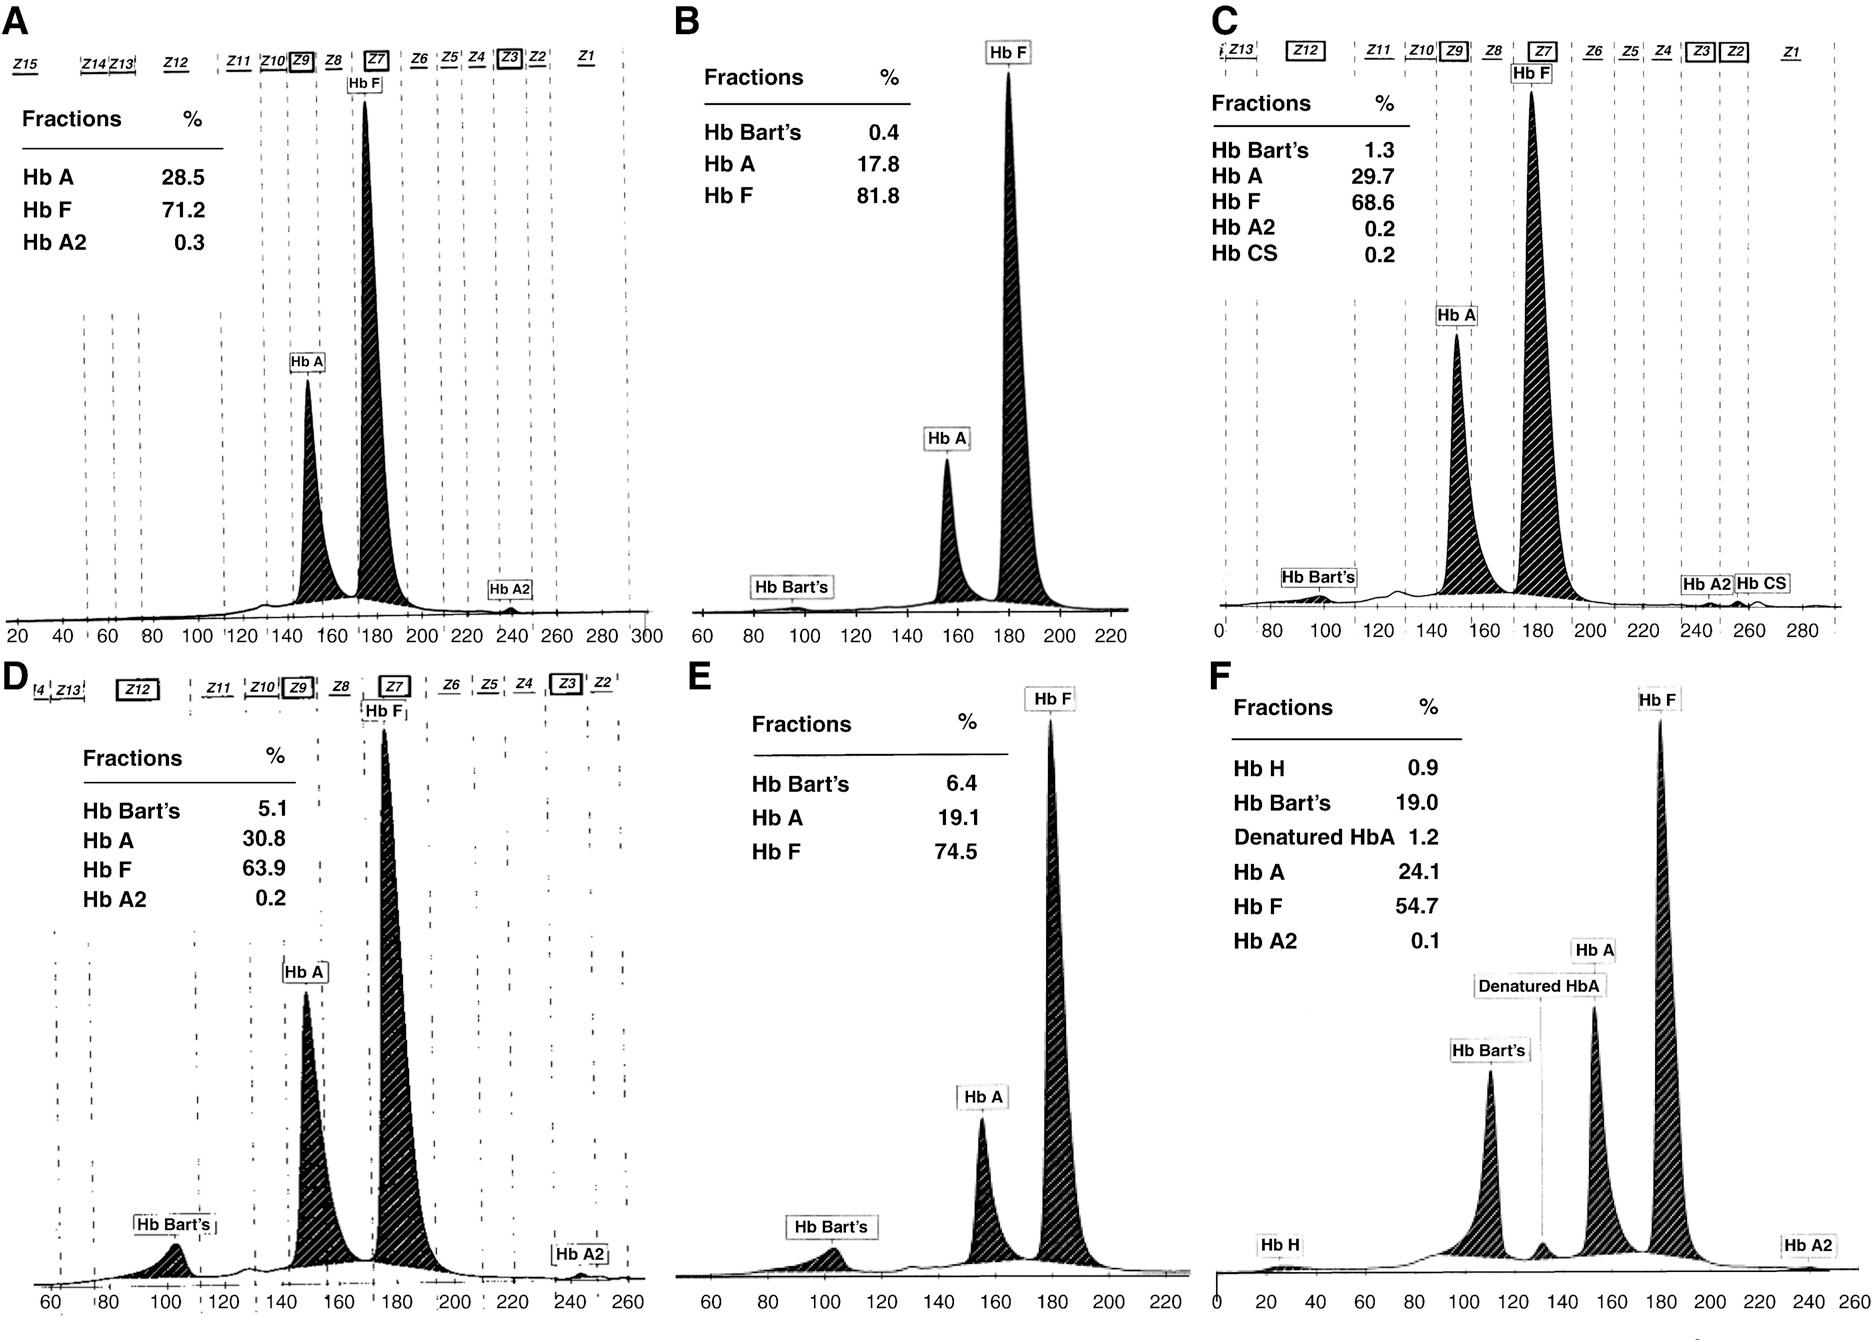 A
Z15 Z14 Z13 Z12 Z11 Z10 Z9 Z8 Z7 Z6 Z5 Z4 Z3 Z2 Z1
Hb F
Fractions %
Hb A 28.5
Hb F 71.2
Hb A2 0.3
Hb A
Hb A2
20 40 60 80 100 120 140 160 180 200 220 240 260 280 300
B
Hb F
Fractions %
Hb Bart's 0.4
Hb A 17.8
Hb F 81.8
Hb A
Hb Bart's
60 80 100 120 140 160 180 200 220
C
Z13 Z12 Z11 Z10 Z9 Z8 Z7 Z6 Z5 Z4 Z3 Z2 Z1
Hb F
Fractions %
Hb Bart's 1.3
Hb A 29.7
Hb F 68.6
Hb A2 0.2
Hb CS 0.2
Hb A
Hb Bart's
Hb A2 Hb CS
0 80 100 120 140 160 180 200 220 240 260 280
D
4 Z13 Z12 Z11 Z10 Z9 Z8 Z7 Z6 Z5 Z4 Z3 Z2
Hb F
Fractions %
Hb Bart's 5.1
Hb A 30.8
Hb F 63.9
Hb A2 0.2
Hb A
Hb Bart's
Hb A2
60 80 100 120 140 160 180 200 220 240 260
E
Hb F
Fractions %
Hb Bart's 6.4
Hb A 19.1
Hb F 74.5
Hb A
Hb Bart's
60 80 100 120 140 160 180 200 220
F
Hb F
Fractions %
Hb H 0.9
Hb Bart's 19.0
Denatured HbA 1.2
Hb A 24.1
Hb F 54.7
Hb A2 0.1
Hb A
Denatured HbA
Hb Bart's
Hb H
Hb A2
0 20 40 60 80 100 120 140 160 180 200 220 240 260